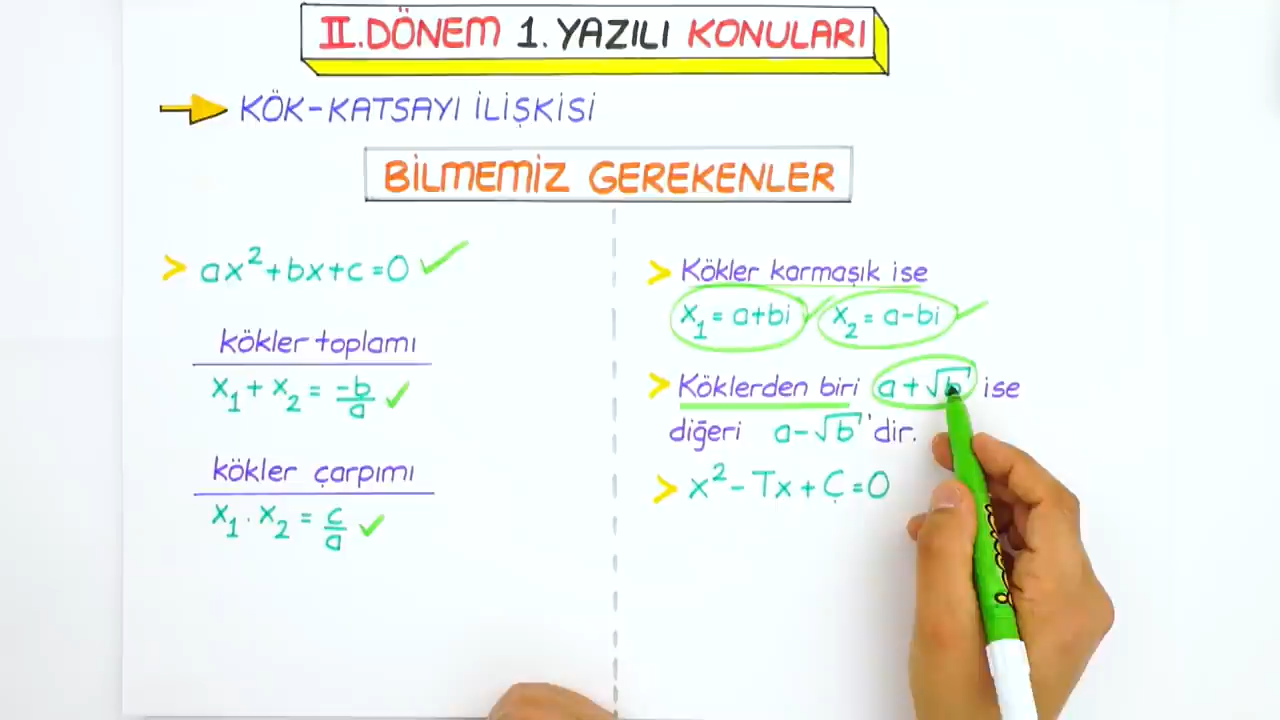 II. DÖNEM 1. YAZILI KONULARI
KÖK-KATSAYI İLİŞKİSİ
BİLMEMİZ GEREKENLER
> ax²+bx+c=0 ✓
kökler toplamı
x₁+x₂ = -b/a ✓
kökler çarpımı
x₁.x₂ = c/a ✓
> Kökler karmaşık ise
x₁ = a+bi ✓ x₂ = a-bi ✓
> Köklerden biri a+√b ise
diğeri a-√b 'dir.
> x²-Tx+Ç=0